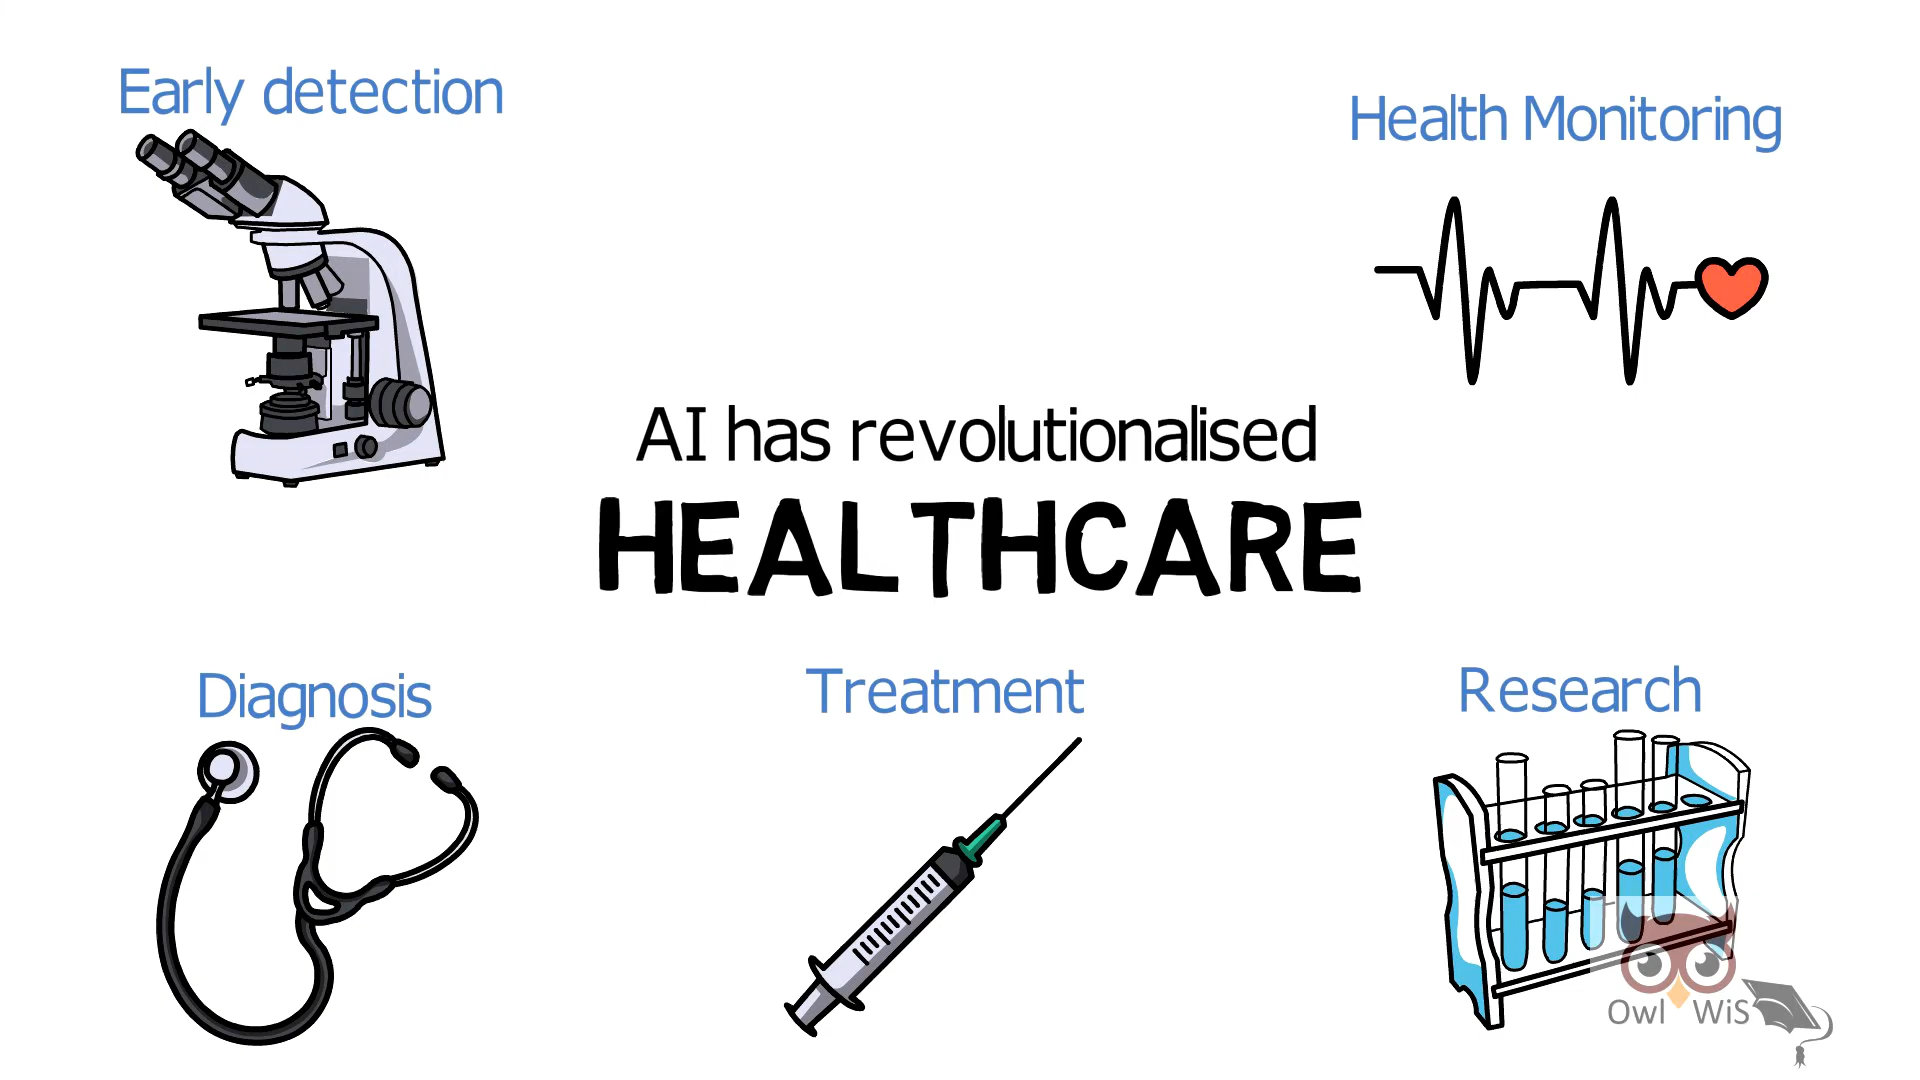 Early detection
Health Monitoring
AI has revolutionalised
HEALTHCARE
Diagnosis
Treatment
Research
Owl WiS